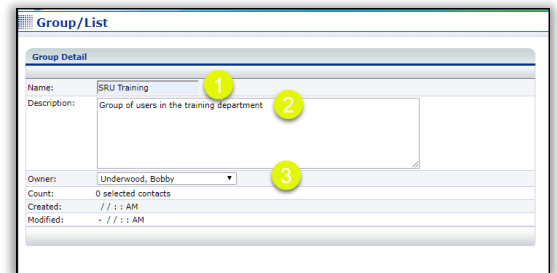 Group/List
Group Detail
Name: SRU Training 1
Description: Group of users in the training department 2
Owner: Underwood, Bobby 3
Count: 0 selected contacts
Created: / / : : AM
Modified: - / / : : AM